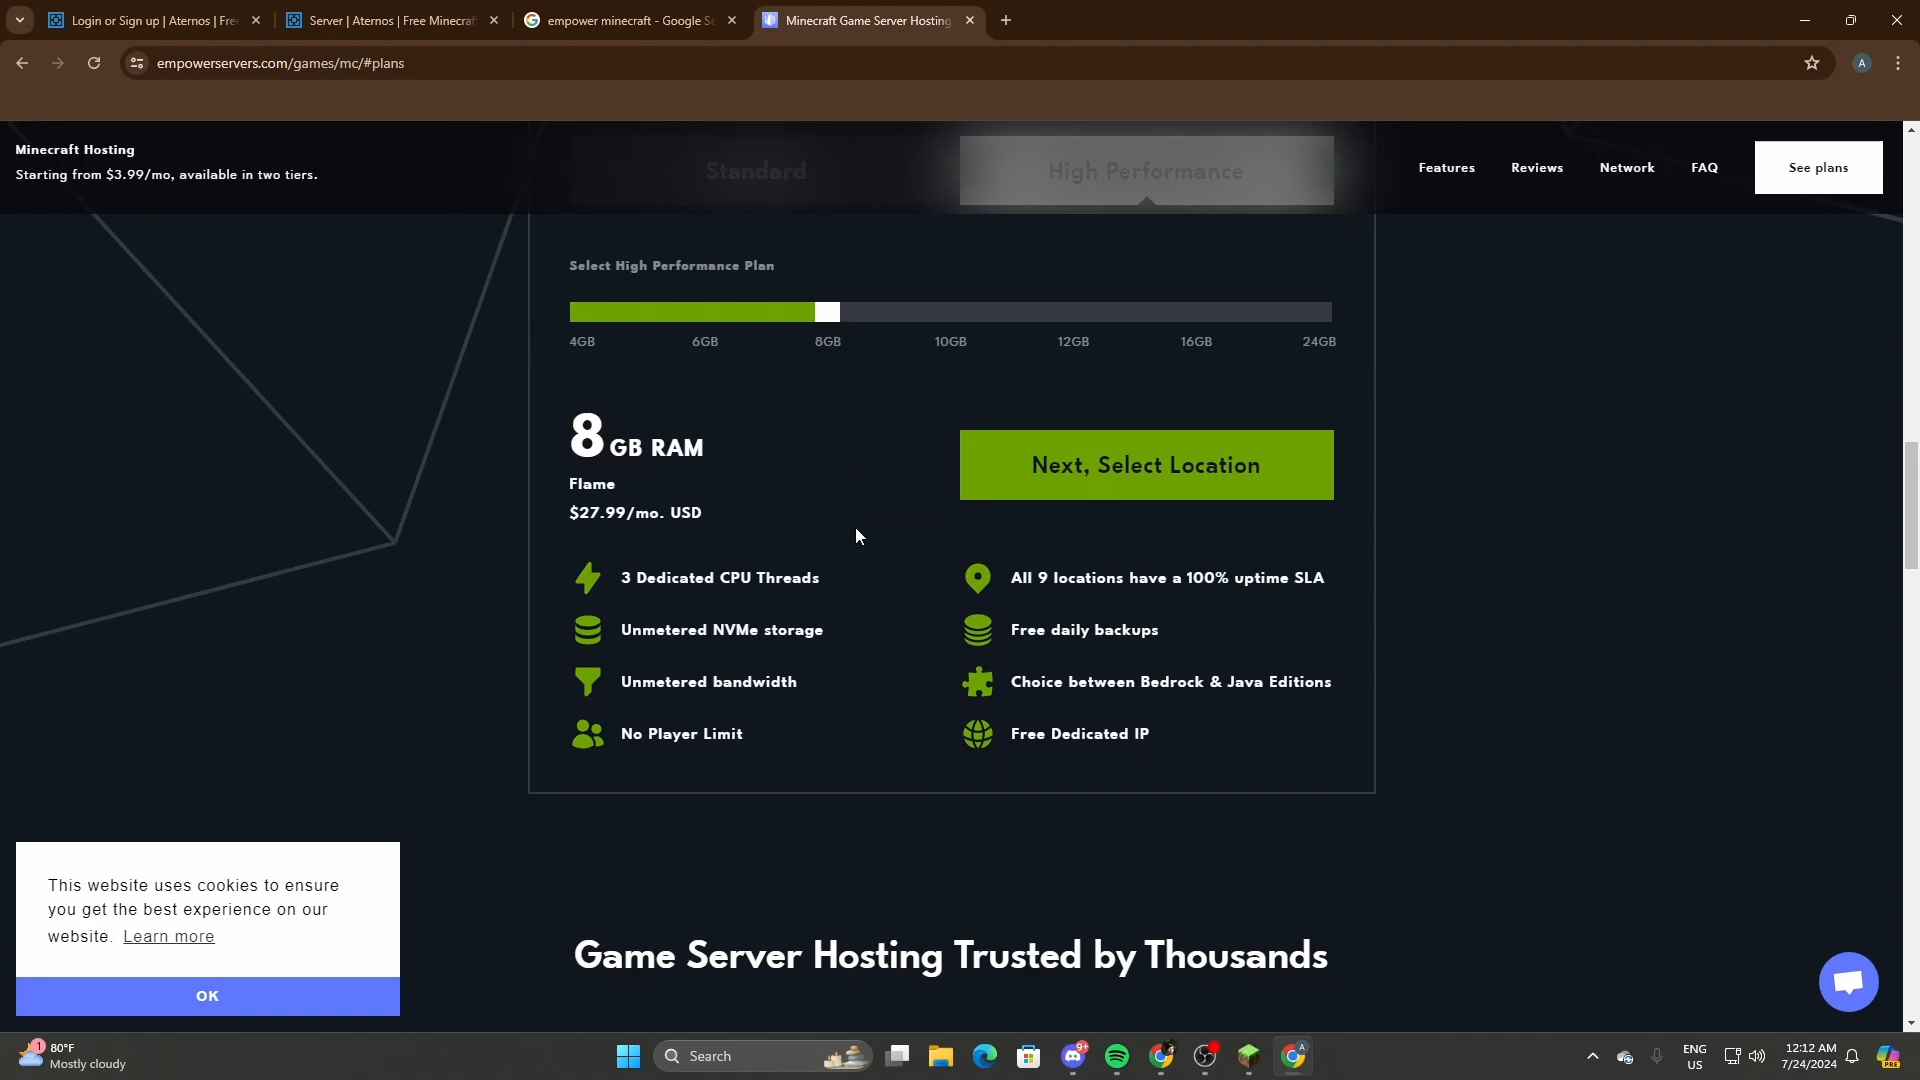 Login or Sign up | Aternos | Fre
Server | Aternos | Free Minecraf
empower minecraft - Google Se
Minecraft Game Server Hosting
empowerservers.com/games/mc/#plans
A
Minecraft Hosting
Starting from $3.99/mo, available in two tiers.
Standard
High Performance
Features
Reviews
Network
FAQ
See plans
Select High Performance Plan
4GB
6GB
8GB
10GB
12GB
16GB
24GB
8 GB RAM
Flame
$27.99/mo. USD
Next, Select Location
3 Dedicated CPU Threads
All 9 locations have a 100% uptime SLA
Unmetered NVMe storage
Free daily backups
Unmetered bandwidth
Choice between Bedrock & Java Editions
No Player Limit
Free Dedicated IP
This website uses cookies to ensure
you get the best experience on our
website. Learn more
OK
Game Server Hosting Trusted by Thousands
1
80°F
Mostly cloudy
Search
9+
A
ENG
US
12:12 AM
7/24/2024
PRE